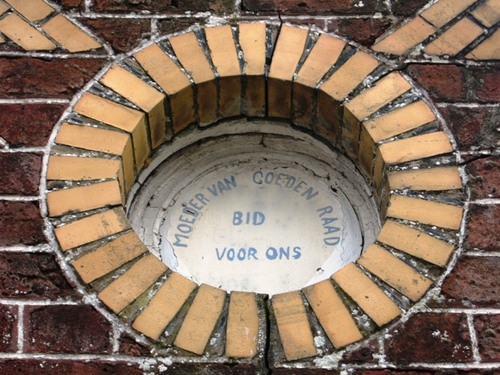 MOEDER VAN GOEDEN RAAD
BID
VOOR ONS